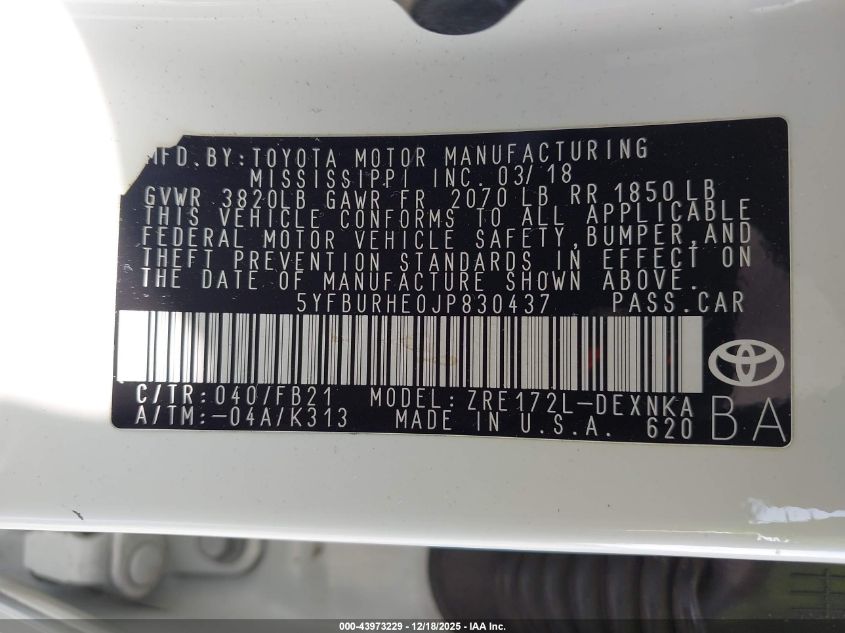 MFD.BY:TOYOTA MOTOR MANUFACTURING
MISSISSIPPI INC. 03/18
GVWR 3820LB GAWR FR 2070 LB RR 1850LB
THIS VEHICLE CONFORMS TO ALL APPLICABLE
FEDERAL MOTOR VEHICLE SAFETY,BUMPER,AND
THEFT PREVENTION STANDARDS IN EFFECT ON
THE DATE OF MANUFACTURE SHOWN ABOVE.
5YFBURHE0JP830437 PASS.CAR
C/TR:040/FB21 MODEL:ZRE172L-DEXNKA
A/TM:-04A/K313 MADE IN U.S.A. 620 BA
000-43973229 - 12/18/2025 - IAA Inc.